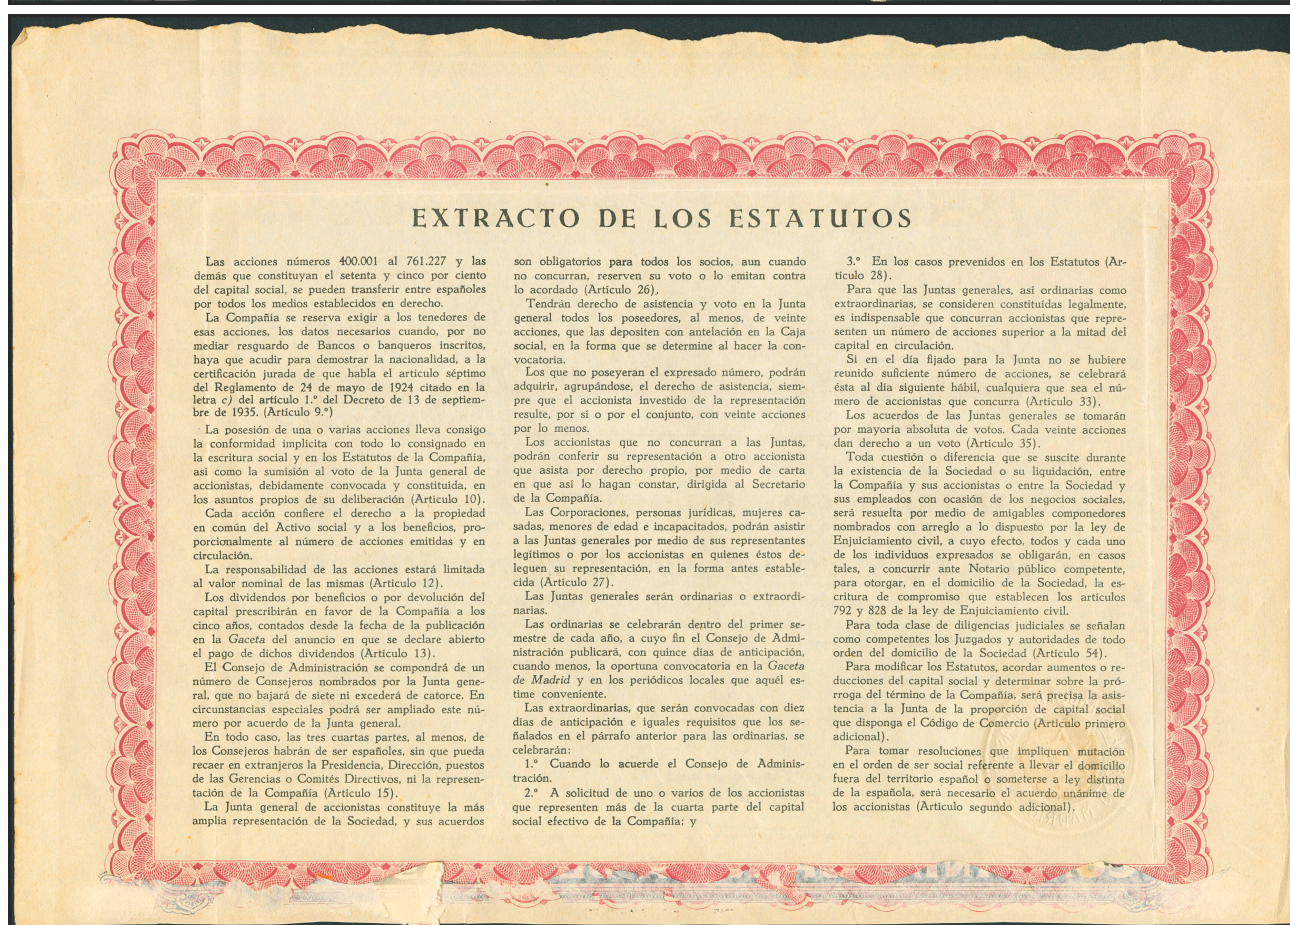 EXTRACTO DE LOS ESTATUTOS
Las acciones números 400.001 al 761.227 y las
demás que constituyan el setenta y cinco por ciento
del capital social, se pueden transferir entre españoles
por todos los medios establecidos en derecho.
La Compañía se reserva exigir a los tenedores de
esas acciones, los datos necesarios cuando, por no
mediar resguardo de Bancos o banqueros inscritos,
haya que acudir para demostrar la nacionalidad, a la
certificación jurada de que habla el artículo séptimo
del Reglamento de 24 de mayo de 1924 citado en la
letra c) del artículo 1.º del Decreto de 13 de septiem-
bre de 1935. (Artículo 9.º)
La posesión de una o varias acciones lleva consigo
la conformidad implícita con todo lo consignado en
la escritura social y en los Estatutos de la Compañía,
así como la sumisión al voto de la Junta general de
accionistas, debidamente convocada y constituída, en
los asuntos propios de su deliberación (Artículo 10).
Cada acción confiere el derecho a la propiedad
en común del Activo social y a los beneficios, pro-
porcionalmente al número de acciones emitidas y en
circulación.
La responsabilidad de las acciones estará limitada
al valor nominal de las mismas (Artículo 12).
Los dividendos por beneficios o por devolución del
capital prescribirán en favor de la Compañía a los
cinco años, contados desde la fecha de la publicación
en la Gaceta del anuncio en que se declare abierto
el pago de dichos dividendos (Artículo 13).
El Consejo de Administración se compondrá de un
número de Consejeros nombrados por la Junta gene-
ral, que no bajará de siete ni excederá de catorce. En
circunstancias especiales podrá ser ampliado este nú-
mero por acuerdo de la Junta general.
En todo caso, las tres cuartas partes, al menos, de
los Consejeros habrán de ser españoles, sin que pueda
recaer en extranjeros la Presidencia, Dirección, puestos
de las Gerencias o Comités Directivos, ni la represen-
tación de la Compañía (Artículo 15).
La Junta general de accionistas constituye la más
amplia representación de la Sociedad, y sus acuerdos
son obligatorios para todos los socios, aun cuando
no concurran, reserven su voto o lo emitan contra
lo acordado (Artículo 26),
Tendrán derecho de asistencia y voto en la Junta
general todos los poseedores, al menos, de veinte
acciones, que las depositen con antelación en la Caja
social, en la forma que se determine al hacer la con-
vocatoria.
Los que no poseyeran el expresado número, podrán
adquirir, agrupándose, el derecho de asistencia, siem-
pre que el accionista investido de la representación
resulte, por sí o por el conjunto, con veinte acciones
por lo menos.
Los accionistas que no concurran a las Juntas,
podrán conferir su representación a otro accionista
que asista por derecho propio, por medio de carta
en que así lo hagan constar, dirigida al Secretario
de la Compañía.
Las Corporaciones, personas jurídicas, mujeres ca-
sadas, menores de edad e incapacitados, podrán asistir
a las Juntas generales por medio de sus representantes
legítimos o por los accionistas en quienes éstos de-
leguen su representación, en la forma antes estable-
cida (Artículo 27).
Las Juntas generales serán ordinarias o extraordi-
narias.
Las ordinarias se celebrarán dentro del primer se-
mestre de cada año, a cuyo fin el Consejo de Admi-
nistración publicará, con quince días de anticipación,
cuando menos, la oportuna convocatoria en la Gaceta
de Madrid y en los periódicos locales que aquél es-
time conveniente.
Las extraordinarias, que serán convocadas con diez
días de anticipación e iguales requisitos que los se-
ñalados en el párrafo anterior para las ordinarias, se
celebrarán:
1.º Cuando lo acuerde el Consejo de Adminis-
tración.
2.º A solicitud de uno o varios de los accionistas
que representen más de la cuarta parte del capital
social efectivo de la Compañía; y
3.º En los casos prevenidos en los Estatutos (Ar-
tículo 28).
Para que las Juntas generales, así ordinarias como
extraordinarias, se consideren constituídas legalmente,
es indispensable que concurran accionistas que repre-
senten un número de acciones superior a la mitad del
capital en circulación.
Si en el día fijado para la Junta no se hubiere
reunido suficiente número de acciones, se celebrará
ésta al día siguiente hábil, cualquiera que sea el nú-
mero de accionistas que concurra (Artículo 33).
Los acuerdos de las Juntas generales se tomarán
por mayoría absoluta de votos. Cada veinte acciones
dan derecho a un voto (Artículo 35).
Toda cuestión o diferencia que se suscite durante
la existencia de la Sociedad o su liquidación, entre
la Compañía y sus accionistas o entre la Sociedad y
sus empleados con ocasión de los negocios sociales,
será resuelta por medio de amigables componedores
nombrados con arreglo a lo dispuesto por la ley de
Enjuiciamiento civil, a cuyo efecto, todos y cada uno
de los individuos expresados se obligarán, en casos
tales, a concurrir ante Notario público competente,
para otorgar, en el domicilio de la Sociedad, la es-
critura de compromiso que establecen los artículos
792 y 828 de la ley de Enjuiciamiento civil.
Para toda clase de diligencias judiciales se señalan
como competentes los Juzgados y autoridades de todo
orden del domicilio de la Sociedad (Artículo 54).
Para modificar los Estatutos, acordar aumentos o re-
ducciones del capital social y determinar sobre la pró-
rroga del término de la Compañía, será precisa la asis-
tencia a la Junta de la proporción de capital social
que disponga el Código de Comercio (Artículo primero
adicional).
Para tomar resoluciones que impliquen mutación
en el orden de ser social referente a llevar el domicilio
fuera del territorio español o someterse a ley distinta
de la española, será necesario el acuerdo unánime de
los accionistas (Artículo segundo adicional).